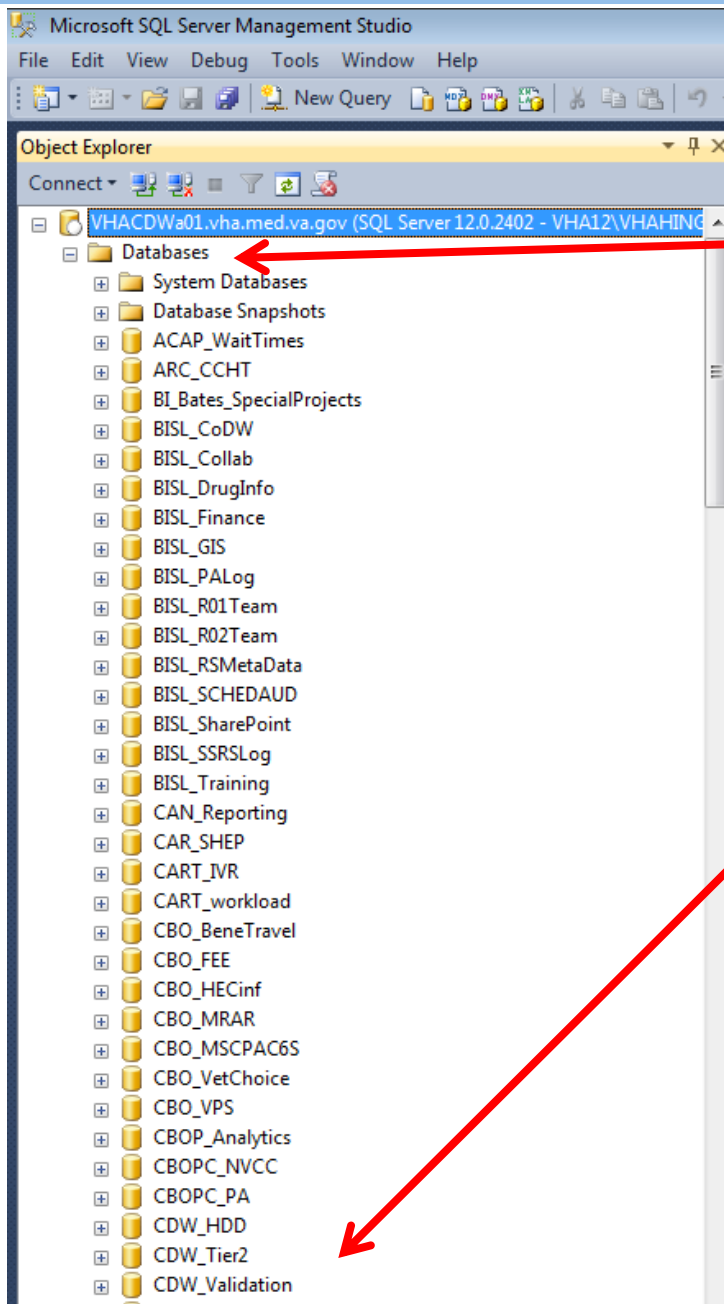 Microsoft SQL Server Management Studio
File Edit View Debug Tools Window Help
New Query
Object Explorer
Connect
VHACDWa01.vha.med.va.gov (SQL Server 12.0.2402 - VHA12\VHAHING
Databases
System Databases
Database Snapshots
ACAP_WaitTimes
ARC_CCHT
BI_Bates_SpecialProjects
BISL_CoDW
BISL_Collab
BISL_DrugInfo
BISL_Finance
BISL_GIS
BISL_PALog
BISL_R01Team
BISL_R02Team
BISL_RSMetaData
BISL_SCHEDAUD
BISL_SharePoint
BISL_SSRSLog
BISL_Training
CAN_Reporting
CAR_SHEP
CART_IVR
CART_workload
CBO_BeneTravel
CBO_FEE
CBO_HECinf
CBO_MRAR
CBO_MSCPAC6S
CBO_VetChoice
CBO_VPS
CBOP_Analytics
CBOPC_NVCC
CBOPC_PA
CDW_HDD
CDW_Tier2
CDW_Validation